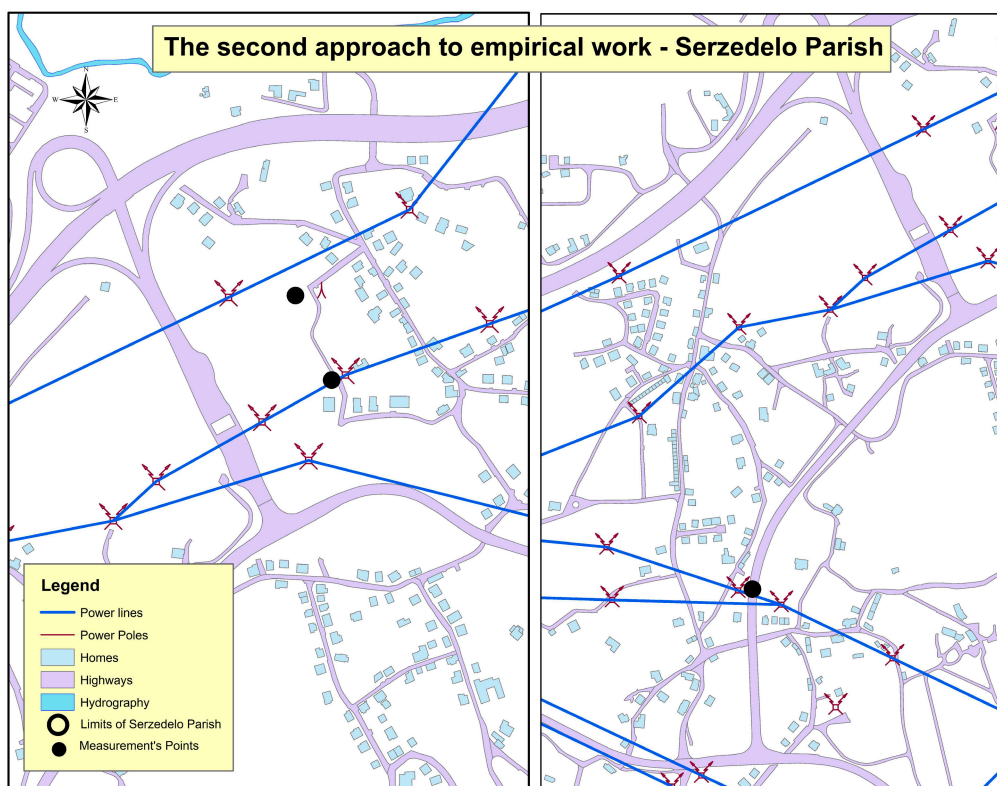 The second approach to empirical work - Serzedelo Parish
N
W E
S
Legend
Power lines
Power Poles
Homes
Highways
Hydrography
Limits of Serzedelo Parish
Measurement's Points